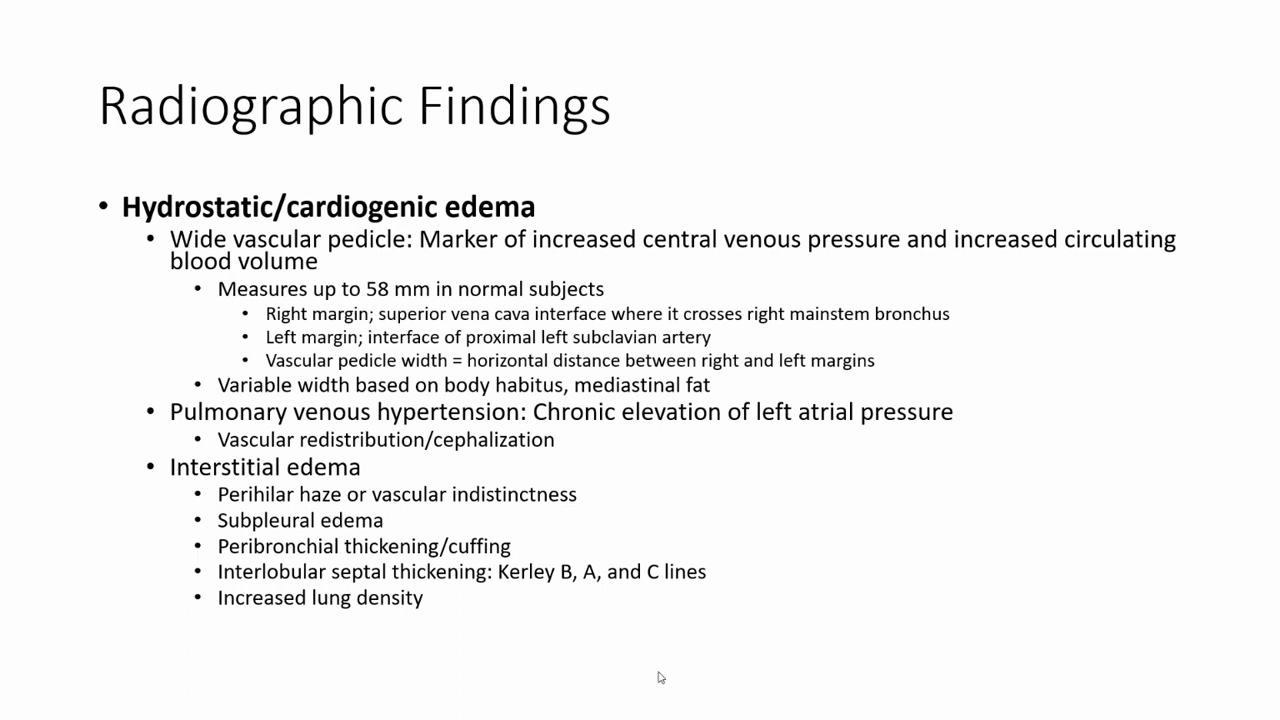 Radiographic Findings
• Hydrostatic/cardiogenic edema
• Wide vascular pedicle: Marker of increased central venous pressure and increased circulating
blood volume
• Measures up to 58 mm in normal subjects
• Right margin; superior vena cava interface where it crosses right mainstem bronchus
• Left margin; interface of proximal left subclavian artery
• Vascular pedicle width = horizontal distance between right and left margins
• Variable width based on body habitus, mediastinal fat
• Pulmonary venous hypertension: Chronic elevation of left atrial pressure
• Vascular redistribution/cephalization
• Interstitial edema
• Perihilar haze or vascular indistinctness
• Subpleural edema
• Peribronchial thickening/cuffing
• Interlobular septal thickening: Kerley B, A, and C lines
• Increased lung density